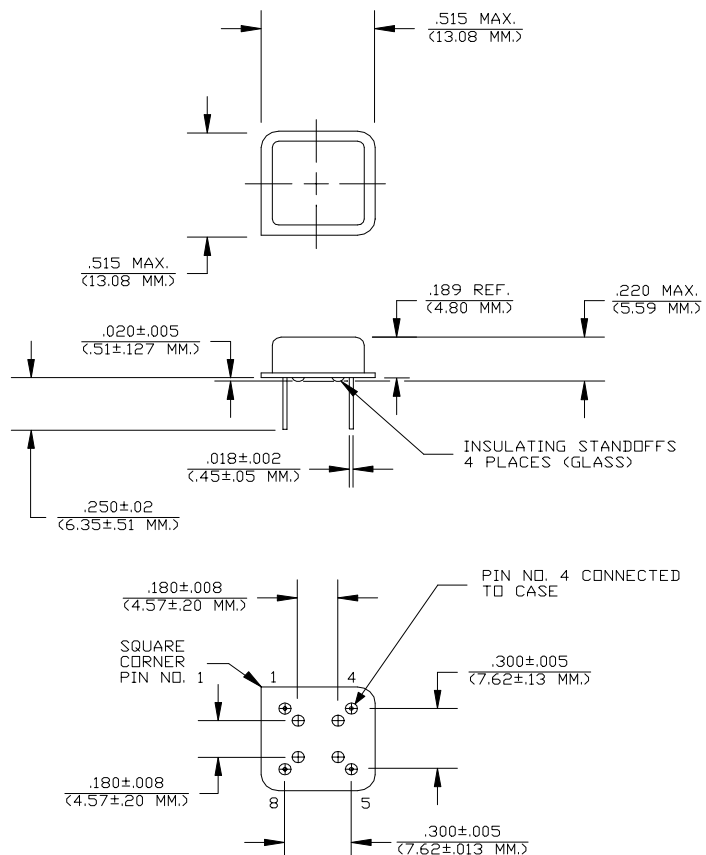 .515 MAX.
(13.08 MM.)
.515 MAX.
(13.08 MM.)
.189 REF.
(4.80 MM.)
.220 MAX.
(5.59 MM.)
.020±.005
(.51±.127 MM.)
INSULATING STANDOFFS
4 PLACES (GLASS)
.018±.002
(.45±.05 MM.)
.250±.02
(6.35±.51 MM.)
PIN NO. 4 CONNECTED
TO CASE
.180±.008
(4.57±.20 MM.)
SQUARE
CORNER
PIN NO. 1
1
4
.300±.005
(7.62±.13 MM.)
.180±.008
(4.57±.20 MM.)
8
5
.300±.005
(7.62±.013 MM.)